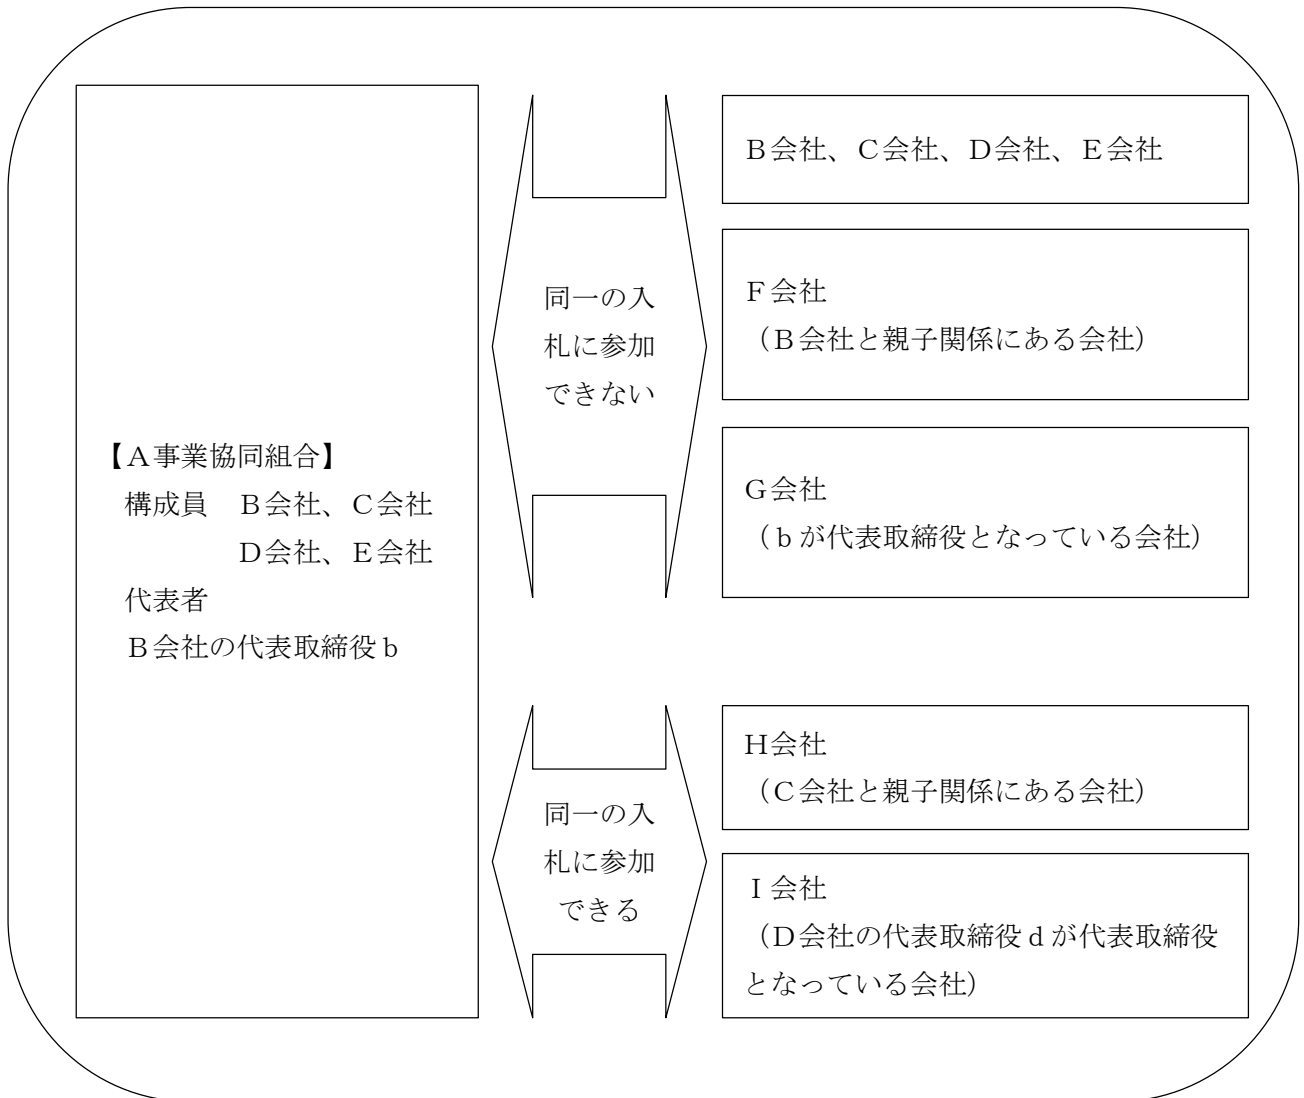 【Ａ事業協同組合】
構成員　Ｂ会社、Ｃ会社
Ｄ会社、Ｅ会社
代表者
Ｂ会社の代表取締役ｂ
同一の入
札に参加
できない
Ｂ会社、Ｃ会社、Ｄ会社、Ｅ会社
Ｆ会社
（Ｂ会社と親子関係にある会社）
Ｇ会社
（ｂが代表取締役となっている会社）
同一の入
札に参加
できる
Ｈ会社
（Ｃ会社と親子関係にある会社）
Ｉ会社
（Ｄ会社の代表取締役ｄが代表取締役
となっている会社）